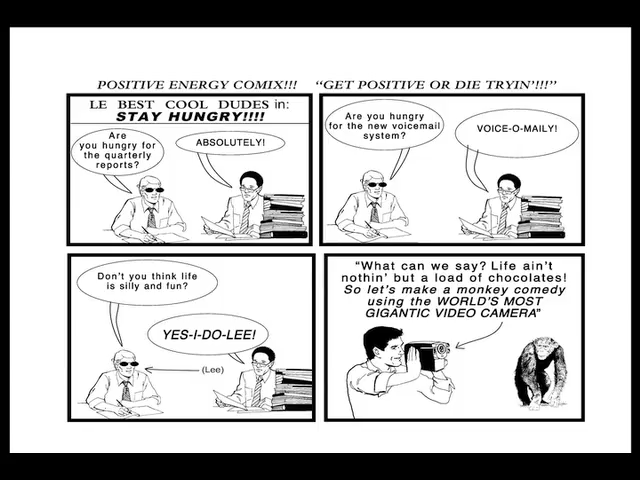 POSITIVE ENERGY COMIX!!! "GET POSITIVE OR DIE TRYIN'!!!"
LE BEST COOL DUDES in:
STAY HUNGRY!!!!
Are
you hungry for
the quarterly
reports?
ABSOLUTELY!
Are you hungry
for the new voicemail
system?
VOICE-O-MAILY!
Don't you think life
is silly and fun?
YES-I-DO-LEE!
(Lee)
"What can we say? Life ain't
nothin' but a load of chocolates!
So let's make a monkey comedy
using the WORLD'S MOST
GIGANTIC VIDEO CAMERA"